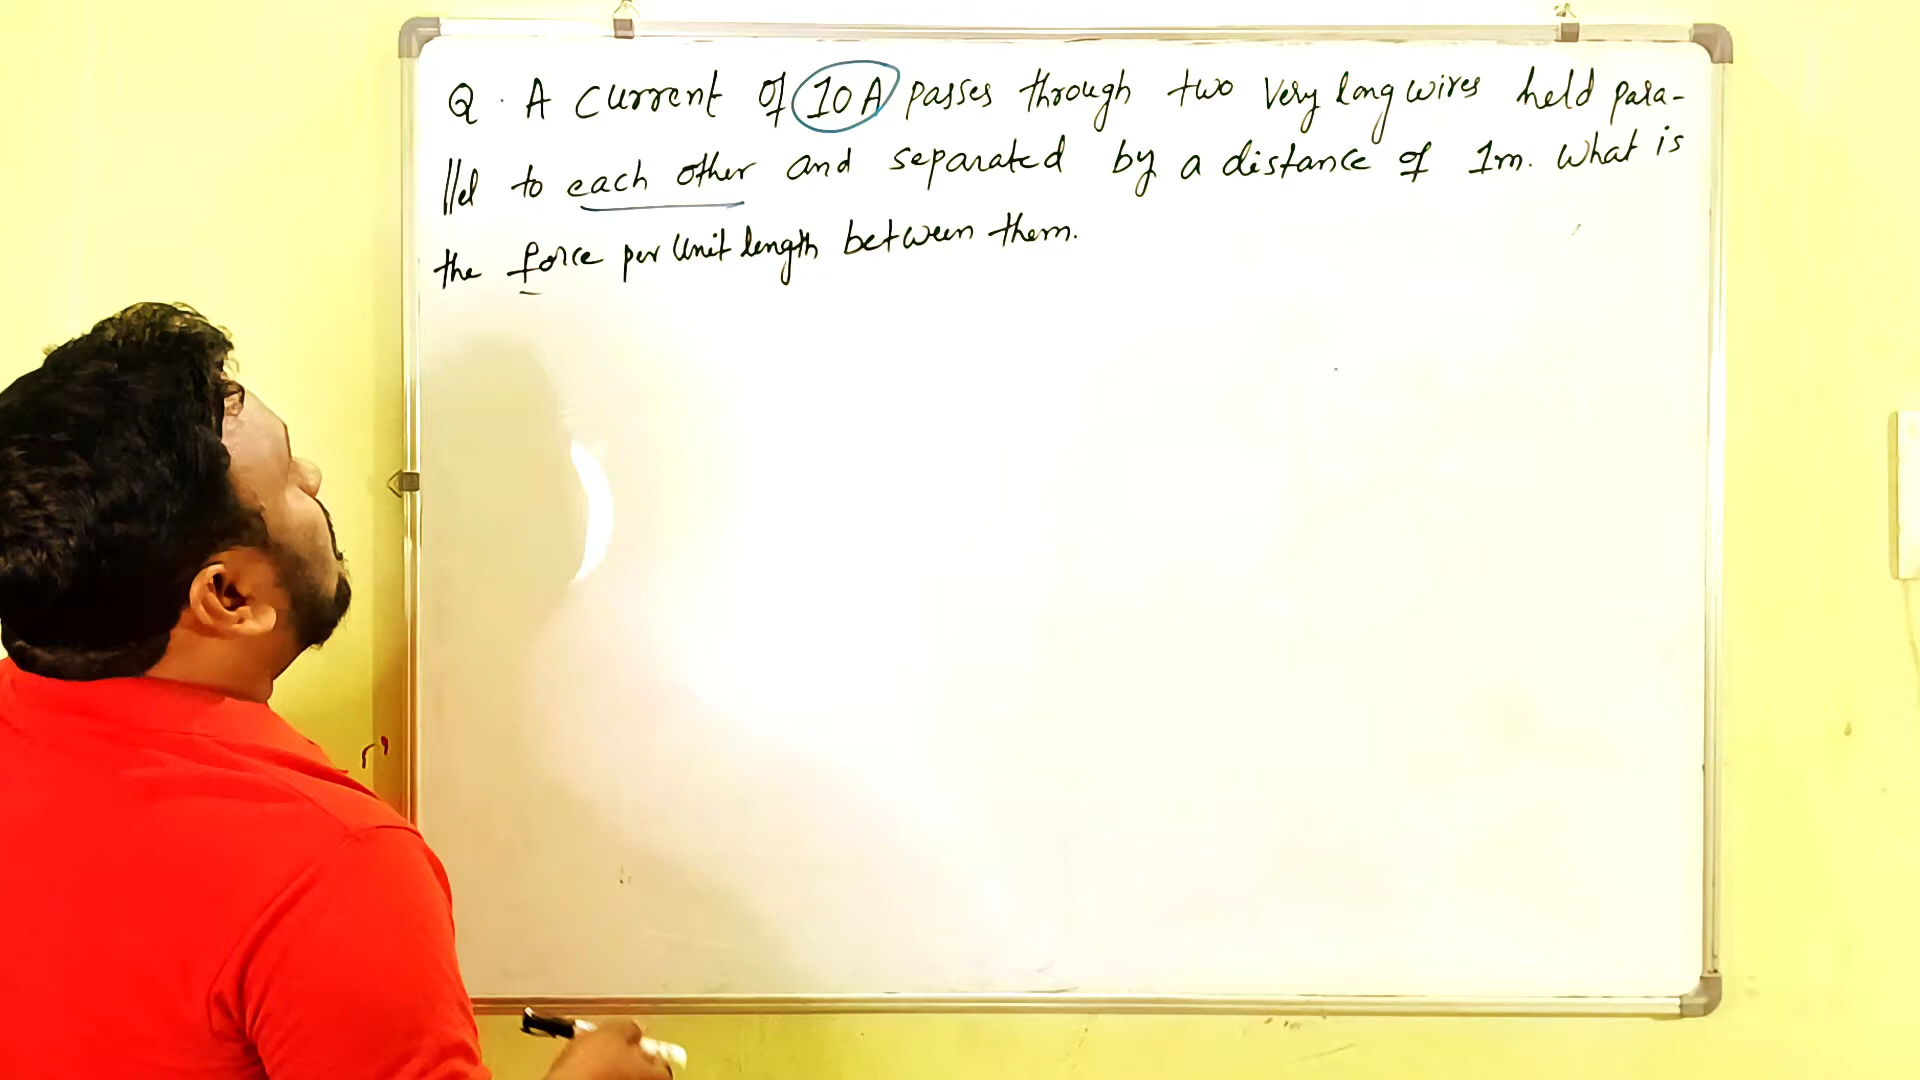 Q. A current of 10A passes through two very long wires held para-
llel to each other and separated by a distance of 1m. What is
the force per unit length between them.